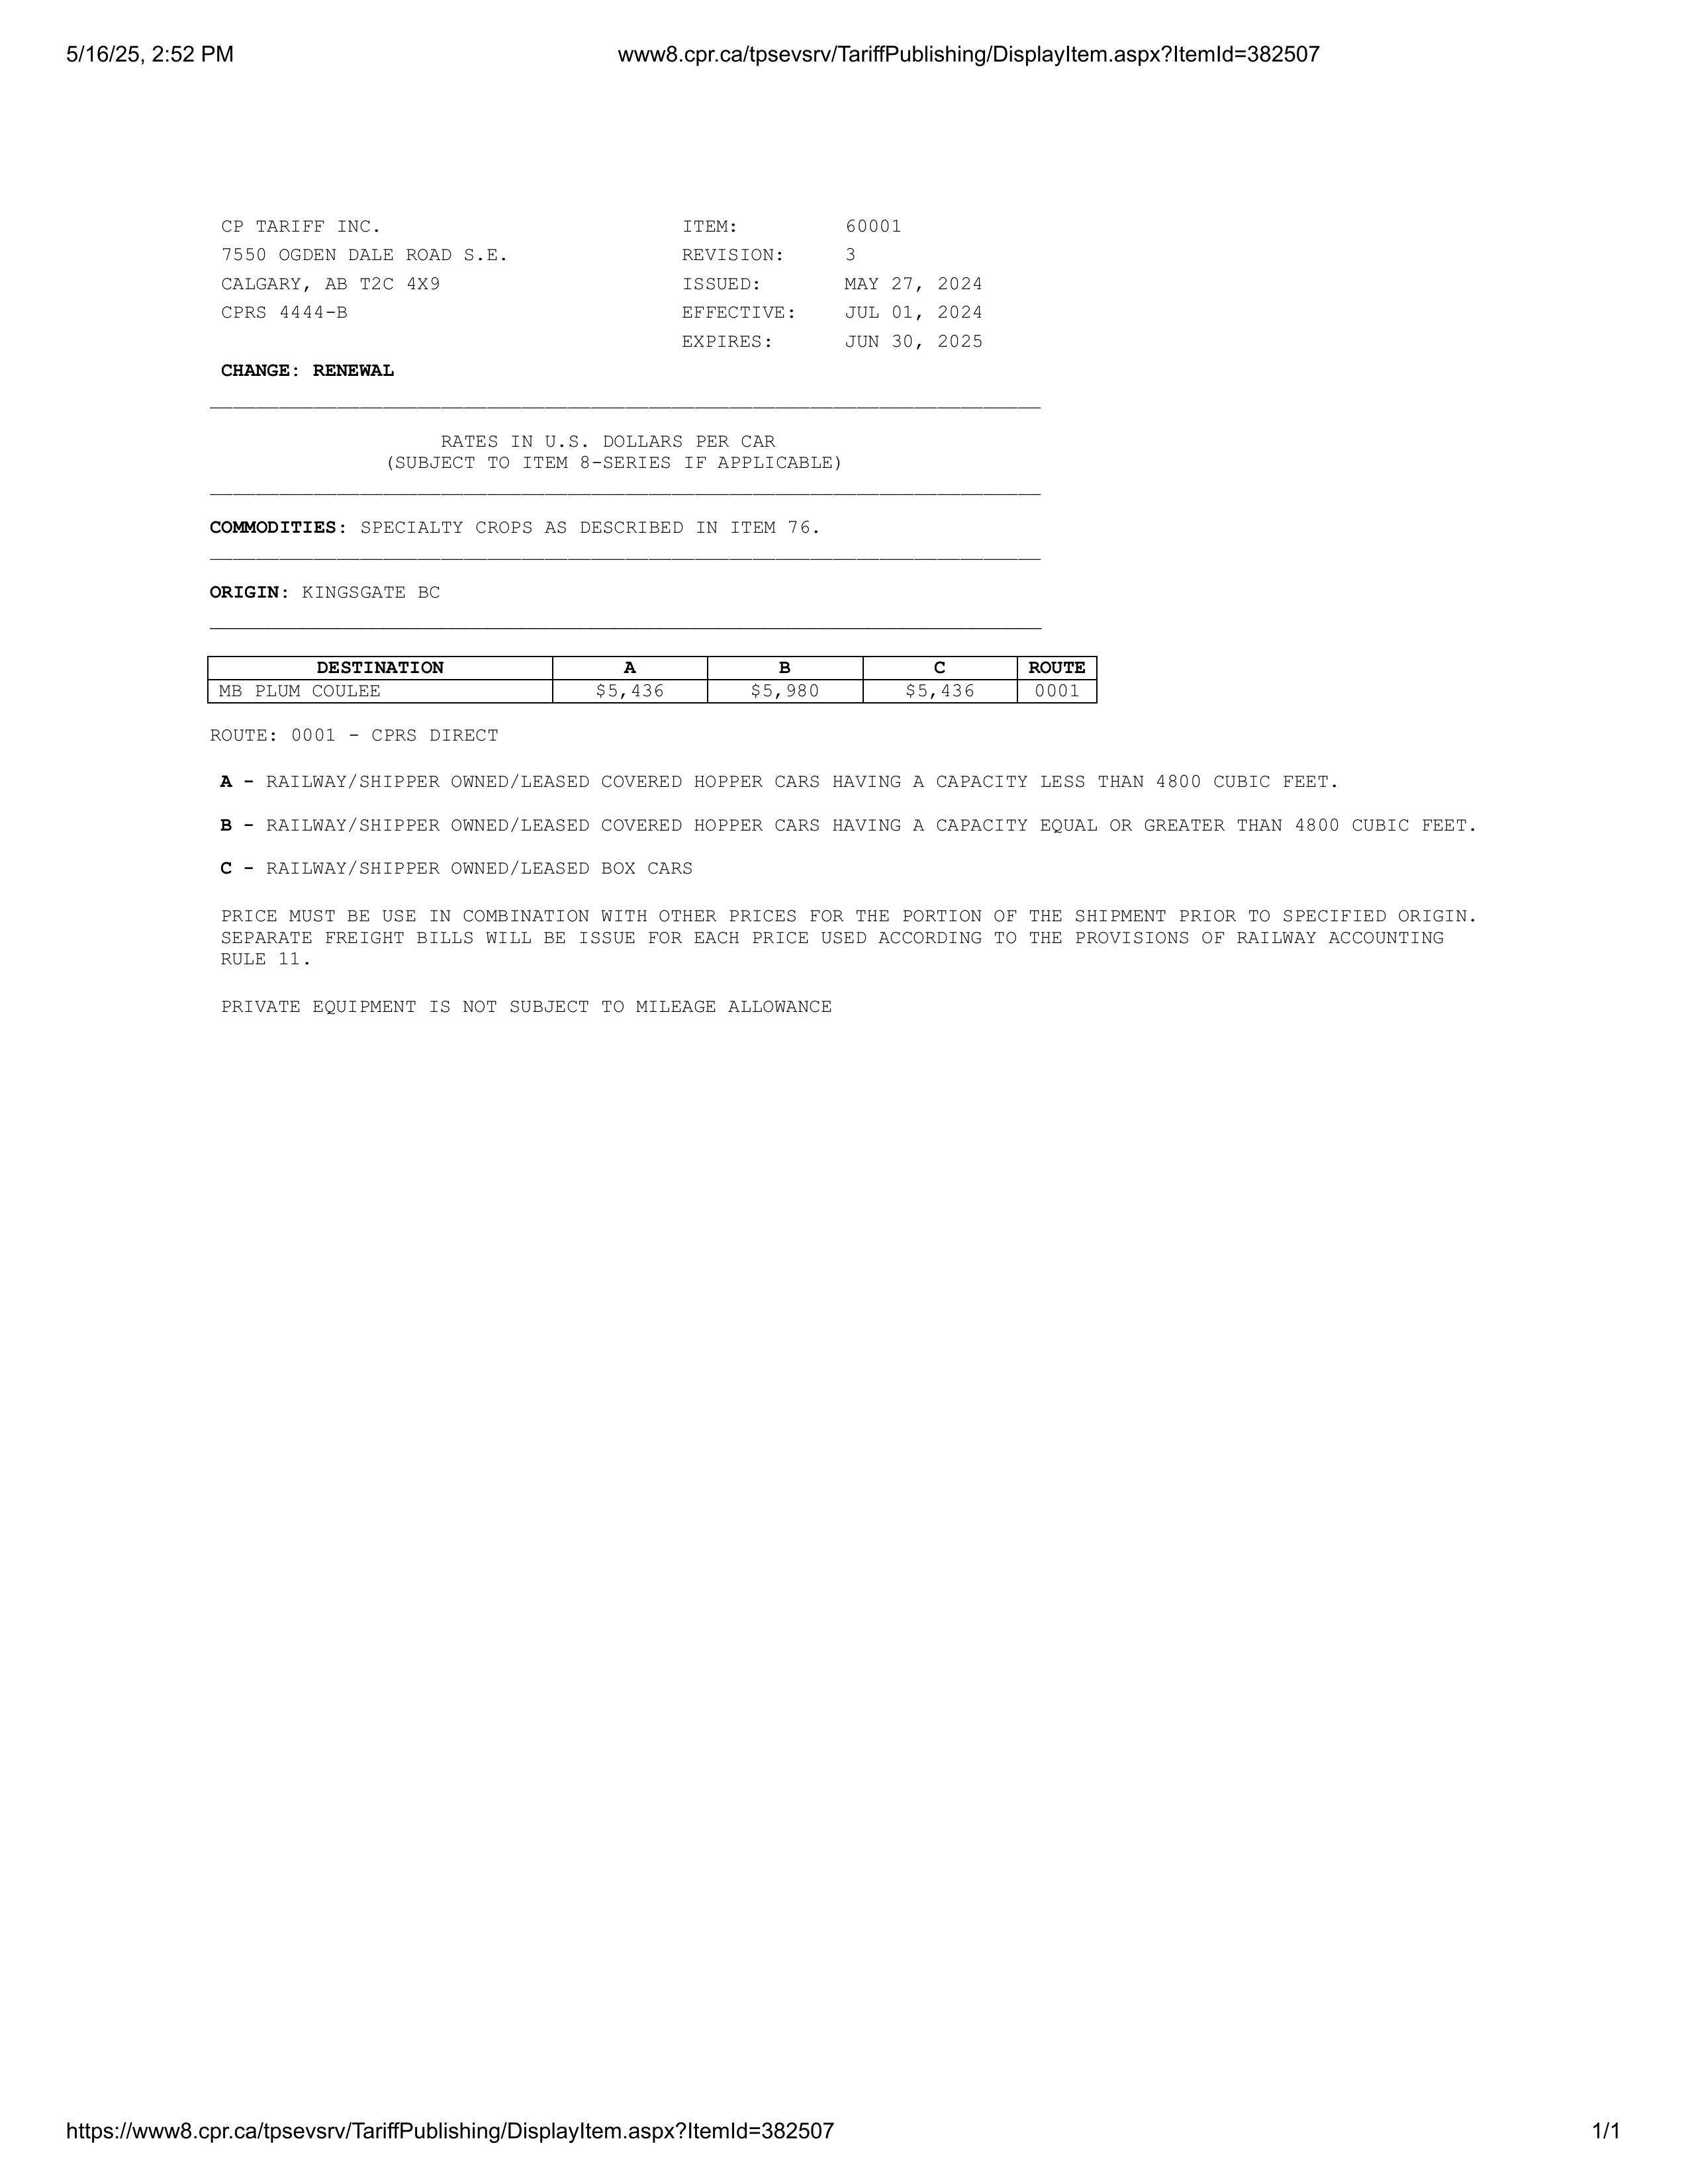 5/16/25, 2:52 PM www8.cpr.ca/tpsevsrv/TariffPublishing/DisplayItem.aspx?ItemId=382507
CP TARIFF INC. ITEM: 60001
7550 OGDEN DALE ROAD S.E. REVISION: 3
CALGARY, AB T2C 4X9 ISSUED: MAY 27, 2024
CPRS 4444-B EFFECTIVE: JUL 01, 2024
EXPIRES: JUN 30, 2025
CHANGE: RENEWAL
RATES IN U.S. DOLLARS PER CAR
(SUBJECT TO ITEM 8-SERIES IF APPLICABLE)
COMMODITIES: SPECIALTY CROPS AS DESCRIBED IN ITEM 76.
ORIGIN: KINGSGATE BC
DESTINATION A B C ROUTE
MB PLUM COULEE $5,436 $5,980 $5,436 0001
ROUTE: 0001 - CPRS DIRECT
A - RAILWAY/SHIPPER OWNED/LEASED COVERED HOPPER CARS HAVING A CAPACITY LESS THAN 4800 CUBIC FEET.
B - RAILWAY/SHIPPER OWNED/LEASED COVERED HOPPER CARS HAVING A CAPACITY EQUAL OR GREATER THAN 4800 CUBIC FEET.
C - RAILWAY/SHIPPER OWNED/LEASED BOX CARS
PRICE MUST BE USE IN COMBINATION WITH OTHER PRICES FOR THE PORTION OF THE SHIPMENT PRIOR TO SPECIFIED ORIGIN.
SEPARATE FREIGHT BILLS WILL BE ISSUE FOR EACH PRICE USED ACCORDING TO THE PROVISIONS OF RAILWAY ACCOUNTING
RULE 11.
PRIVATE EQUIPMENT IS NOT SUBJECT TO MILEAGE ALLOWANCE
https://www8.cpr.ca/tpsevsrv/TariffPublishing/DisplayItem.aspx?ItemId=382507 1/1